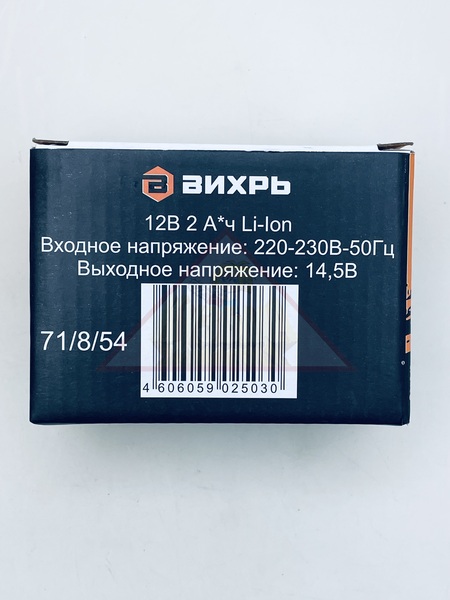 ВИХРЬ
12В 2 А*ч Li-Ion
Входное напряжение: 220-230В-50Гц
Выходное напряжение: 14,5В
71/8/54
4 606059 025030